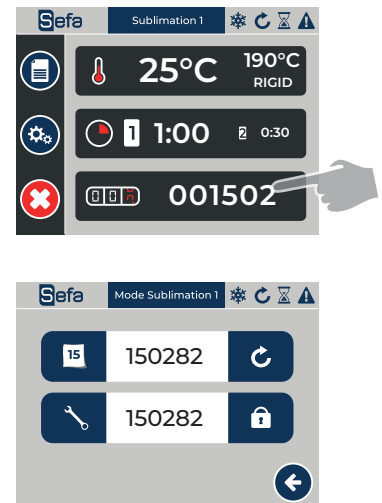 Sefa Sublimation 1
25°C 190°C
RIGID
1 1:00 2 0:30
001502
Sefa Mode Sublimation 1
15 150282
150282